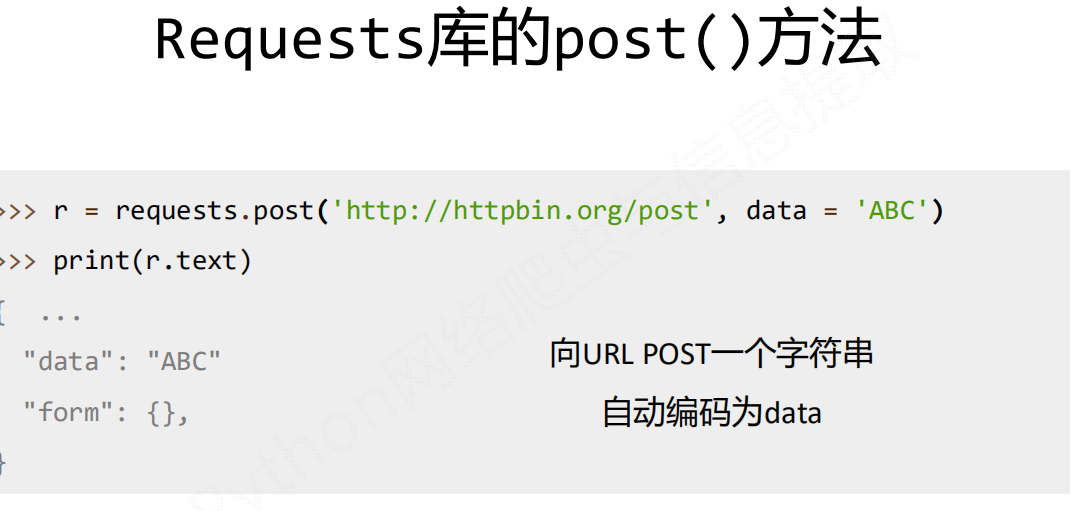 Requests库的post()方法
>>> r = requests.post('http://httpbin.org/post', data = 'ABC')
>>> print(r.text)
{ ...
"data": "ABC"
"form": {},
}
向URL POST一个字符串
自动编码为data
Python网络爬虫与信息提取